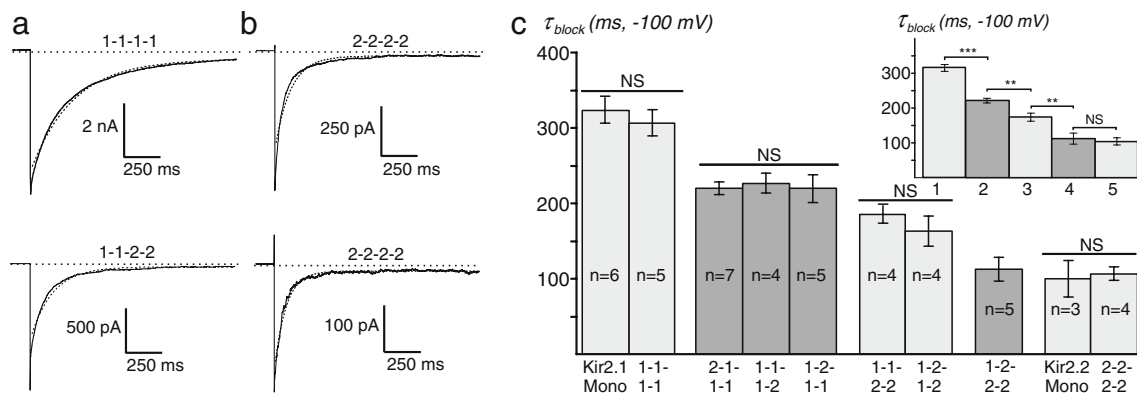 a
1-1-1-1
2 nA
250 ms
1-1-2-2
500 pA
250 ms
b
2-2-2-2
250 pA
250 ms
2-2-2-2
100 pA
250 ms
c
τblock (ms, -100 mV)
400
300
200
100
NS
NS
NS
NS
n=6
n=5
n=7
n=4
n=5
n=4
n=4
n=5
n=3
n=4
Kir2.1 Mono
1-1-
1-1
2-1-
1-1
1-1-
1-2
1-2-
1-1
1-1-
2-2
1-2-
1-2
1-2-
2-2
Kir2.2 Mono
2-2-
2-2
τblock (ms, -100 mV)
300
200
100
***
**
**
NS
1 2 3 4 5